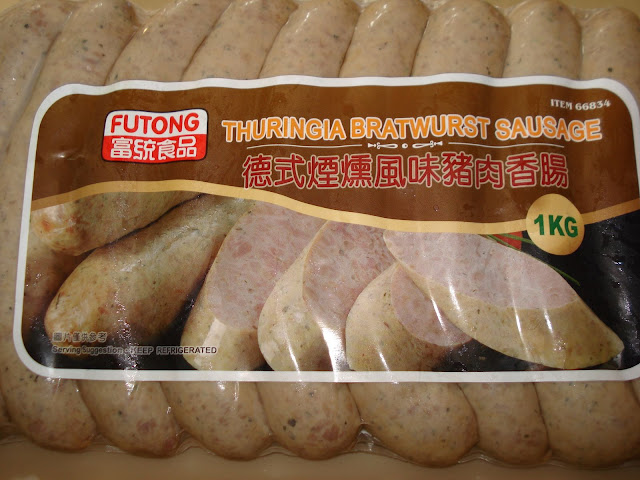 ITEM 66834
FUTONG
富統食品
THURINGIA BRATWURST SAUSAGE
德式煙燻風味豬肉香腸
1KG
圖片僅供參考
Serving Suggestion - KEEP REFRIGERATED